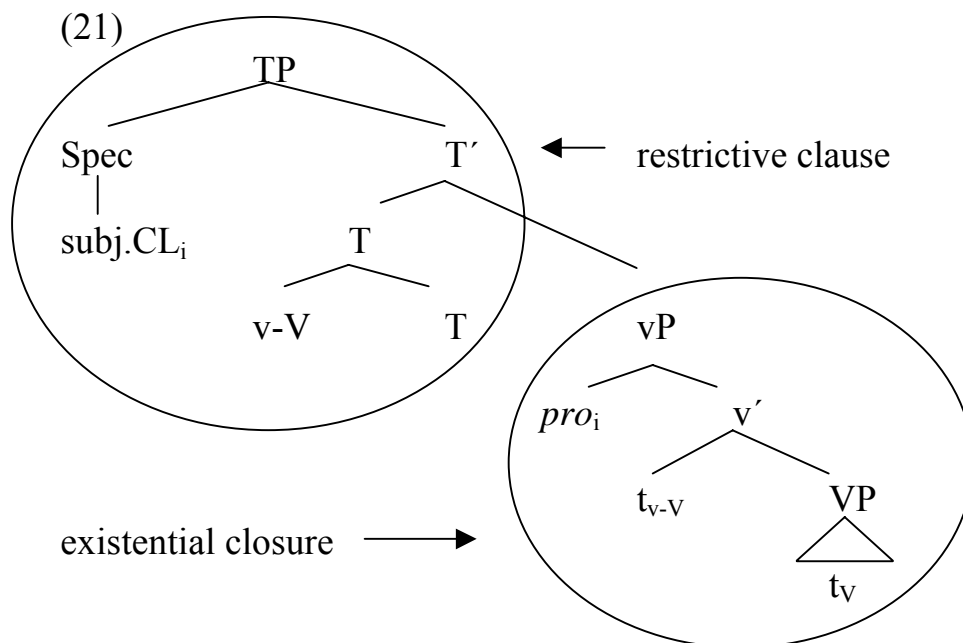 (21)
TP
Spec T´ restrictive clause
subj.CLi T
v-V T vP
proi v´
tv-V VP
existential closure
tV